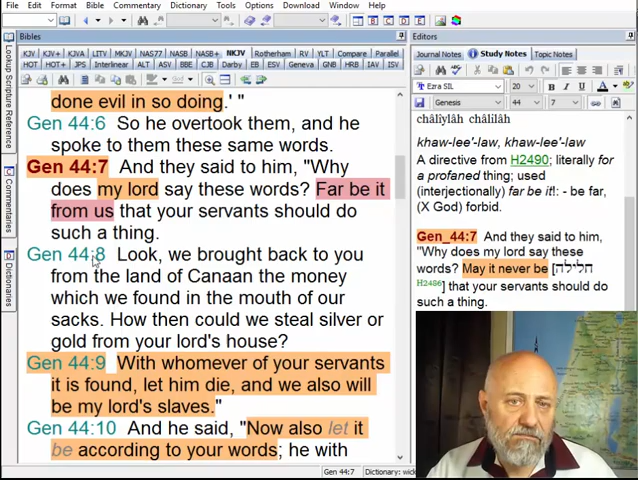 File Bible Commentary Dictionary Tools Options Download Window Help
Bibles
KJV KJV+ KJVA LITV MKJV NAS77 NASB NASB+ NKJV Rotherham RV YLT Compare Parallel
HOT HOT+ JPS Interlinear ALT ABV AKJV ASV CJB Darby EB ESV Geneva GNB HRB IAV ISV
Lookup Scripture Reference
Commentaries
Dictionaries
done evil in so doing.' "
Gen 44:6 So he overtook them, and he
spoke to them these same words.
Gen 44:7 And they said to him, "Why
does my lord say these words? Far be it
from us that your servants should do
such a thing.
Gen 44:8 Look, we brought back to you
from the land of Canaan the money
which we found in the mouth of our
sacks. How then could we steal silver or
gold from your lord's house?
Gen 44:9 With whomever of your servants
it is found, let him die, and we also will
be my lord's slaves."
Gen 44:10 And he said, "Now also let it
be according to your words; he with
Editors
Journal Notes Study Notes Topic Notes
Ezra SIL 20 B I U A
Genesis 44 7
châlîylâh châlilâh
khaw-lee'-law, khaw-lee'-law
A directive from H2490; literally for
a profaned thing; used
(interjectionally) far be it!: - be far,
(X God) forbid.
Gen_44:7 And they said to him,
"Why does my lord say these
words? May it never be [חלילה
H2486] that your servants should do
such a thing.
Gen 44:7